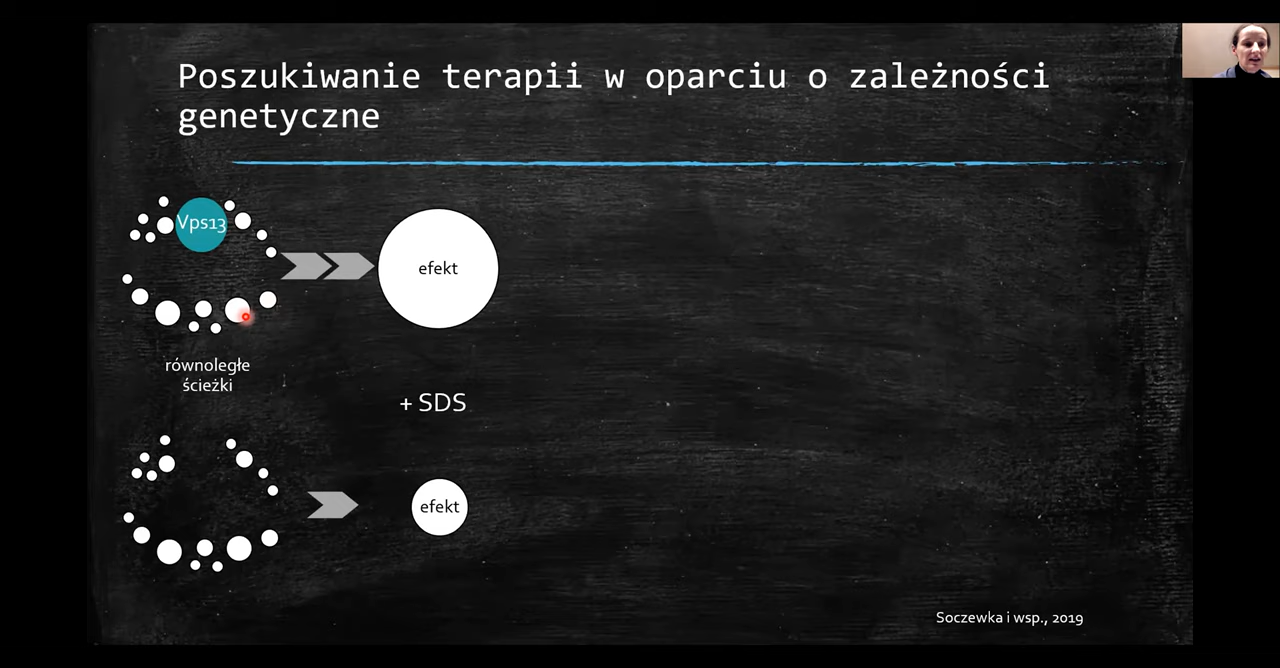 Poszukiwanie terapii w oparciu o zależności
genetyczne
Vps13
efekt
równoległe
ścieżki
+ SDS
efekt
Soczewka i wsp., 2019